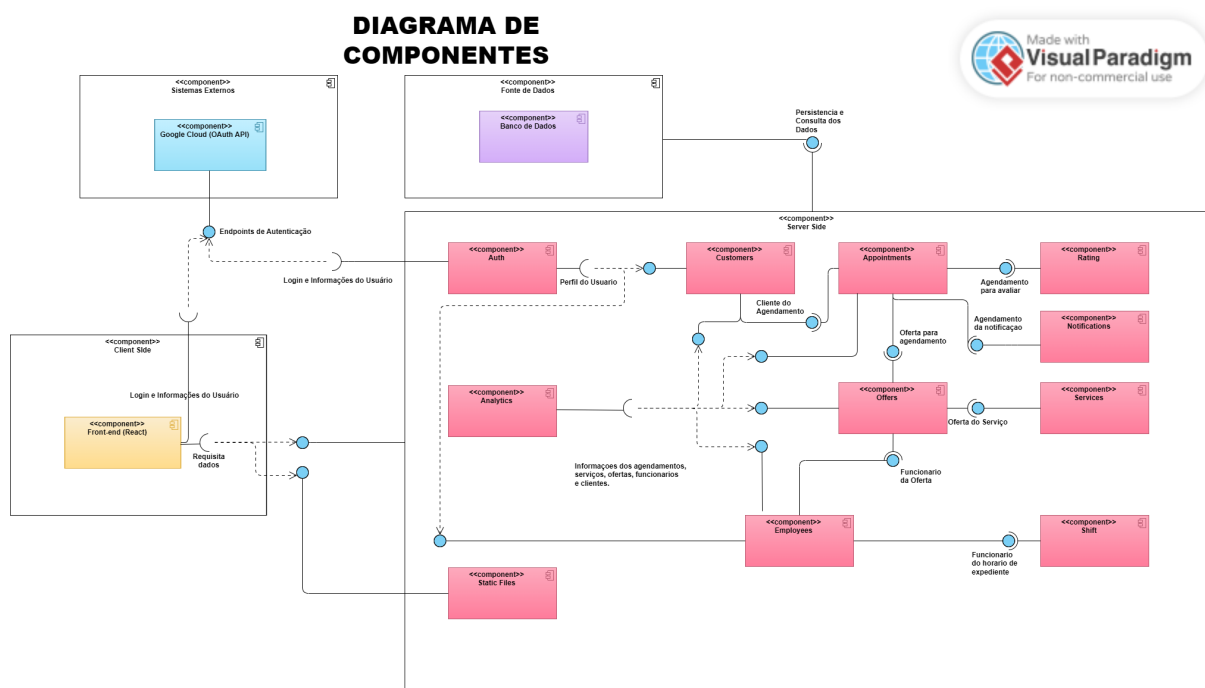 DIAGRAMA DE
COMPONENTES
Made with
Visual Paradigm
For non-commercial use
<<component>>
Sistemas Externos
<<component>>
Google Cloud (OAuth API)
<<component>>
Fonte de Dados
<<component>>
Banco de Dados
Persistencia e
Consulta dos
Dados
<<component>>
Server Side
Endpoints de Autenticação
Login e Informações do Usuário
<<component>>
Auth
Perfil do Usuario
<<component>>
Customers
<<component>>
Appointments
<<component>>
Rating
Agendamento
para avaliar
Cliente do
Agendamento
Agendamento
da notificaçao
<<component>>
Notifications
Oferta para
agendamento
<<component>>
Client Side
Login e Informações do Usuário
<<component>>
Front-end (React)
Requisita
dados
<<component>>
Analytics
<<component>>
Offers
Oferta do Serviço
<<component>>
Services
Informaçoes dos agendamentos,
serviços, ofertas, funcionarios
e clientes.
Funcionario
da Oferta
<<component>>
Employees
<<component>>
Shift
Funcionario
do horario de
expediente
<<component>>
Static Files